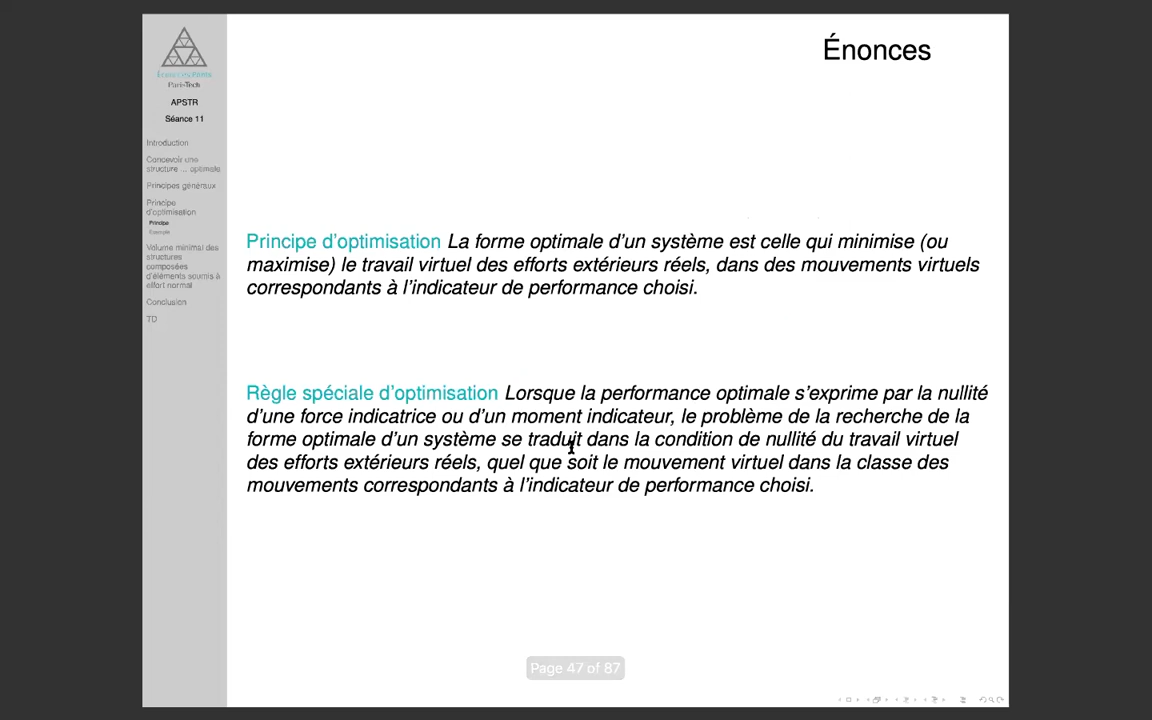 Énonces
ParisTech
APSTR
Séance 11
Introduction
Concevoir une
structure ... optimale
Principes généraux
Principe
d'optimisation
Principe
Exemple
Volume minimal des
structures
composées
d'éléments soumis à
effort normal
Conclusion
TD
Principe d'optimisation La forme optimale d'un système est celle qui minimise (ou
maximise) le travail virtuel des efforts extérieurs réels, dans des mouvements virtuels
correspondants à l'indicateur de performance choisi.
Règle spéciale d'optimisation Lorsque la performance optimale s'exprime par la nullité
d'une force indicatrice ou d'un moment indicateur, le problème de la recherche de la
forme optimale d'un système se traduit dans la condition de nullité du travail virtuel
des efforts extérieurs réels, quel que soit le mouvement virtuel dans la classe des
mouvements correspondants à l'indicateur de performance choisi.
Page 47 of 87